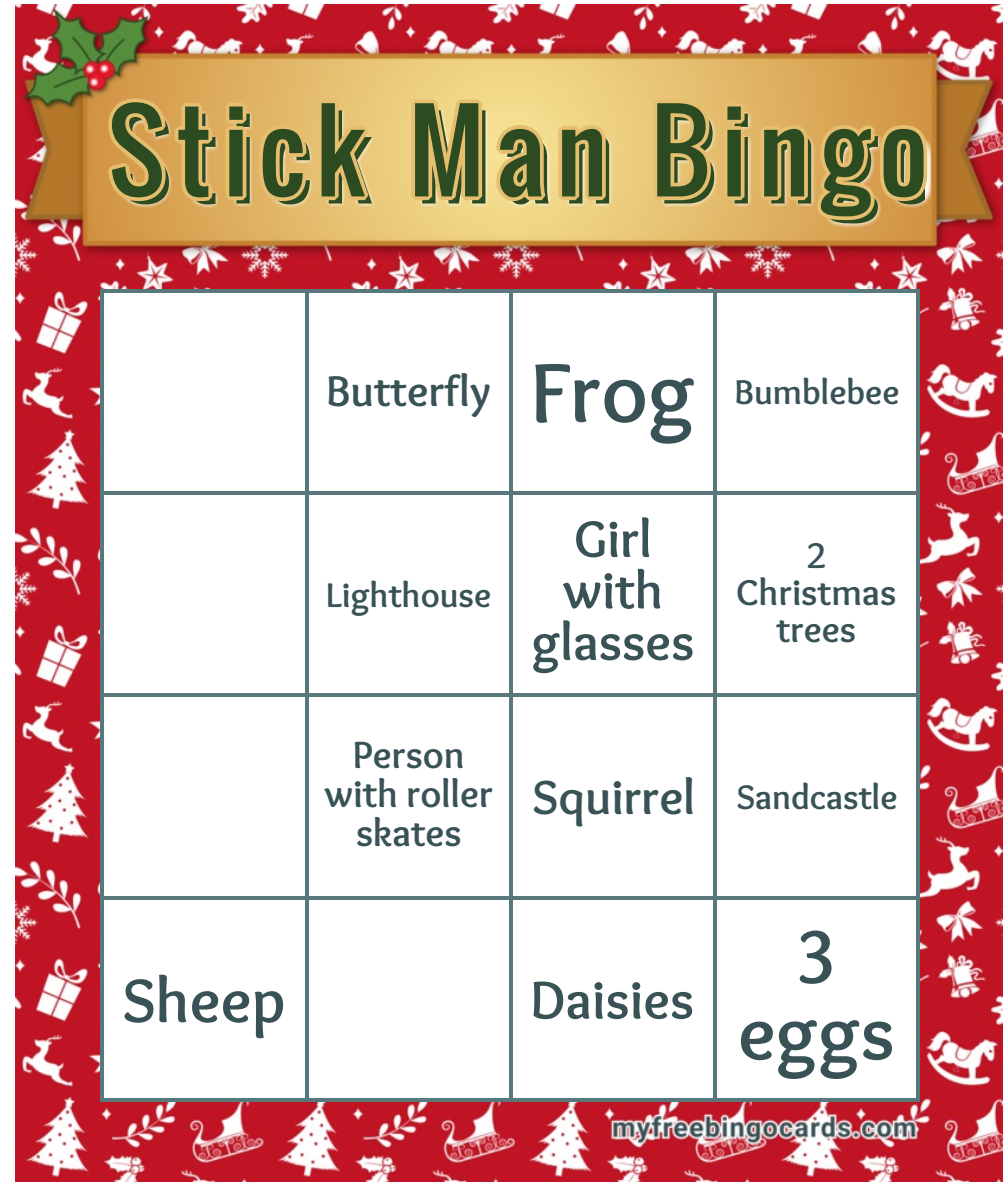 Stick Man Bingo
Butterfly
Frog
Bumblebee
Lighthouse
Girl
with
glasses
2
Christmas
trees
Person
with roller
skates
Squirrel
Sandcastle
Sheep
Daisies
3
eggs
myfreebingocards.com